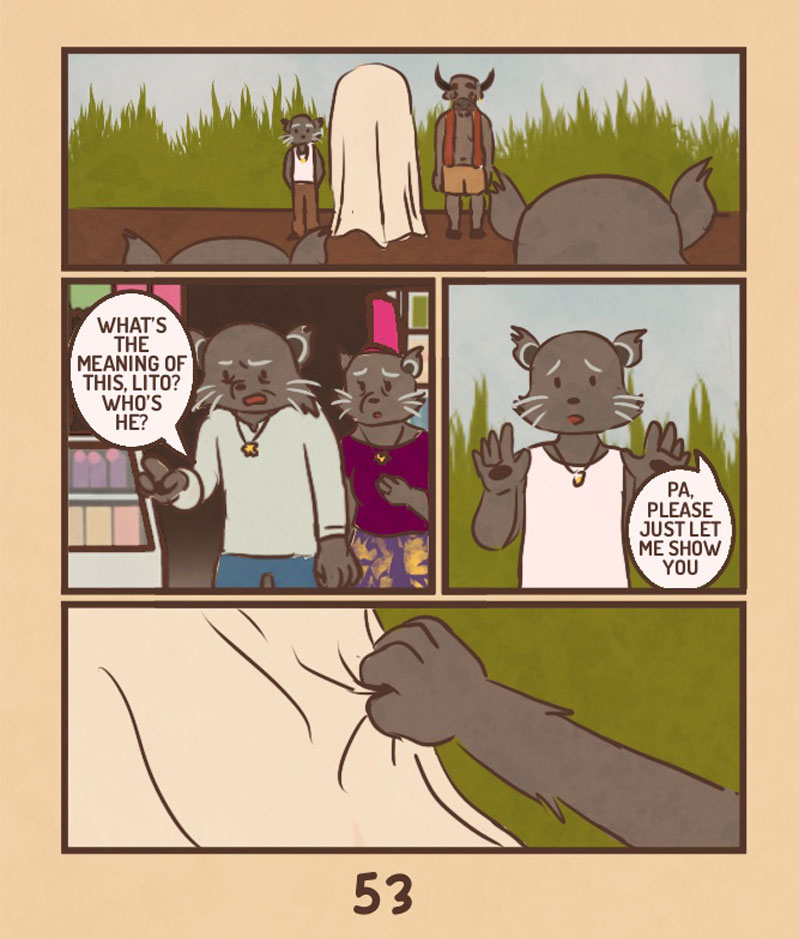 WHAT'S
THE
MEANING OF
THIS, LITO?
WHO'S
HE?
PA,
PLEASE
JUST LET
ME SHOW
YOU
53